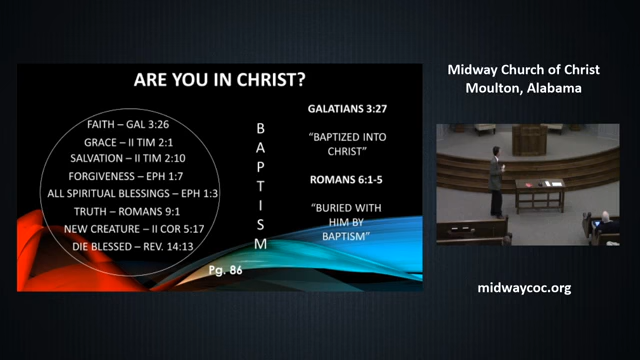 ARE YOU IN CHRIST?
FAITH – GAL 3:26
GRACE – II TIM 2:1
SALVATION – II TIM 2:10
FORGIVENESS – EPH 1:7
ALL SPIRITUAL BLESSINGS – EPH 1:3
TRUTH – ROMANS 9:1
NEW CREATURE – II COR 5:17
DIE BLESSED – REV. 14:13
B
A
P
T
I
S
M
GALATIANS 3:27
“BAPTIZED INTO
CHRIST”
ROMANS 6:1-5
“BURIED WITH
HIM BY
BAPTISM”
Pg. 86
Midway Church of Christ
Moulton, Alabama
midwaycoc.org